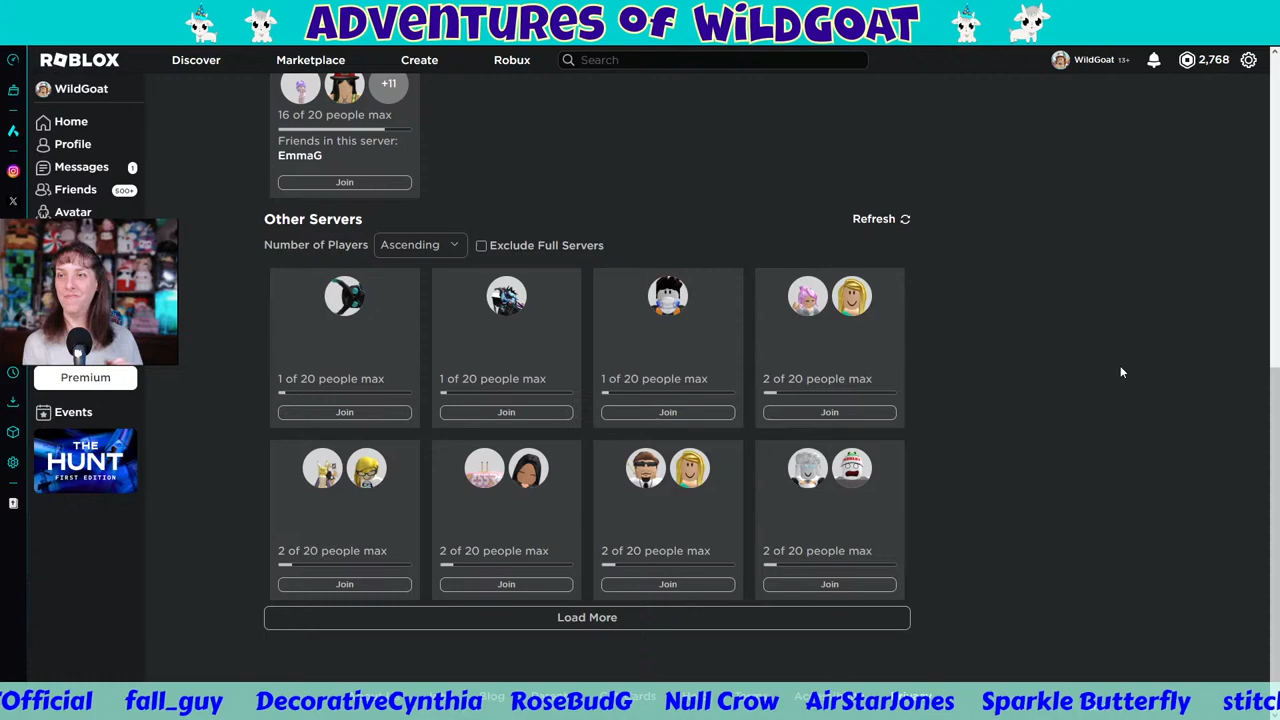 ADVENTURES OF WILDGOAT
ROBLOX
Discover
Marketplace
Create
Robux
Search
WildGoat 13+
2,768
WildGoat
Home
Profile
Messages 1
Friends 500+
Avatar
Premium
Events
THE HUNT
FIRST EDITION
+11
16 of 20 people max
Friends in this server:
EmmaG
Join
Other Servers
Refresh
Number of Players Ascending Exclude Full Servers
1 of 20 people max 1 of 20 people max 1 of 20 people max 2 of 20 people max
Join Join Join Join
2 of 20 people max 2 of 20 people max 2 of 20 people max 2 of 20 people max
Join Join Join Join
Load More
Blog
Official fall_guy DecorativeCynthia RoseBudG Null Crow AirStarJones Sparkle Butterfly stitc